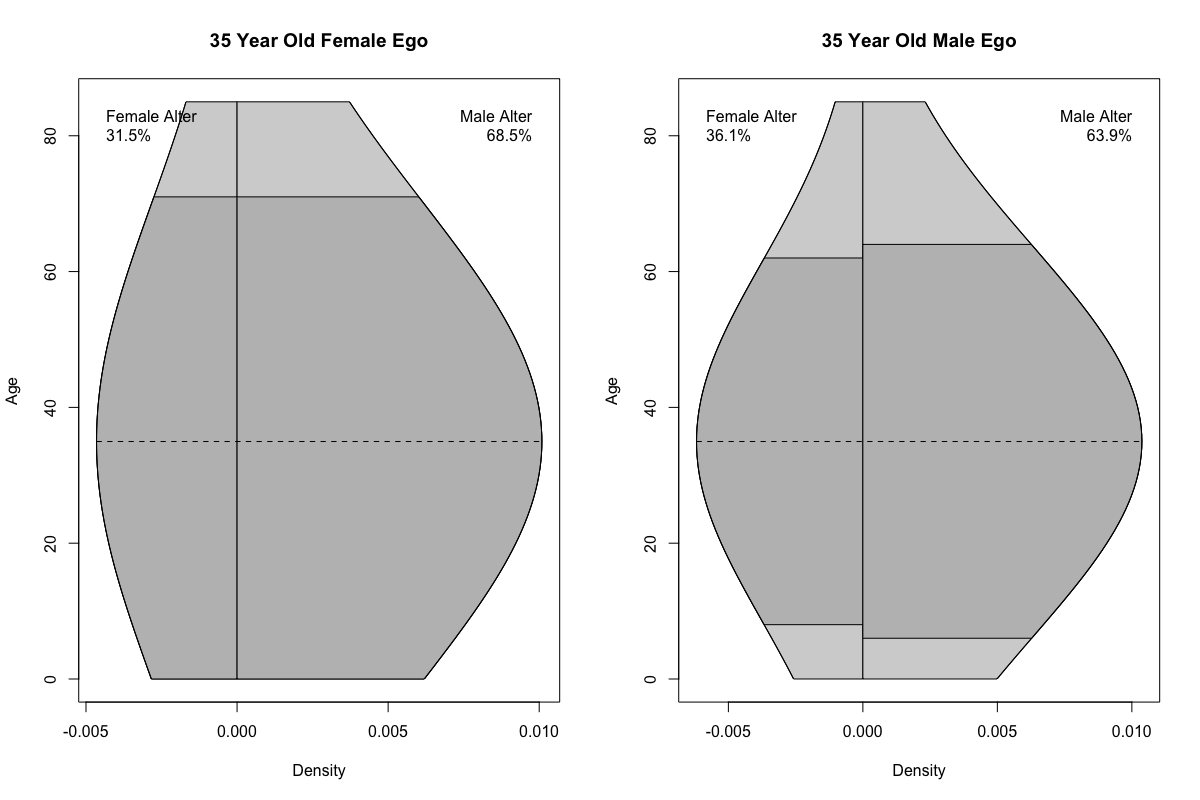 35 Year Old Female Ego
Female Alter
31.5%
Male Alter
68.5%
Age
80
60
40
20
0
-0.005
0.000
0.005
0.010
Density
35 Year Old Male Ego
Female Alter
36.1%
Male Alter
63.9%
Age
80
60
40
20
0
-0.005
0.000
0.005
0.010
Density